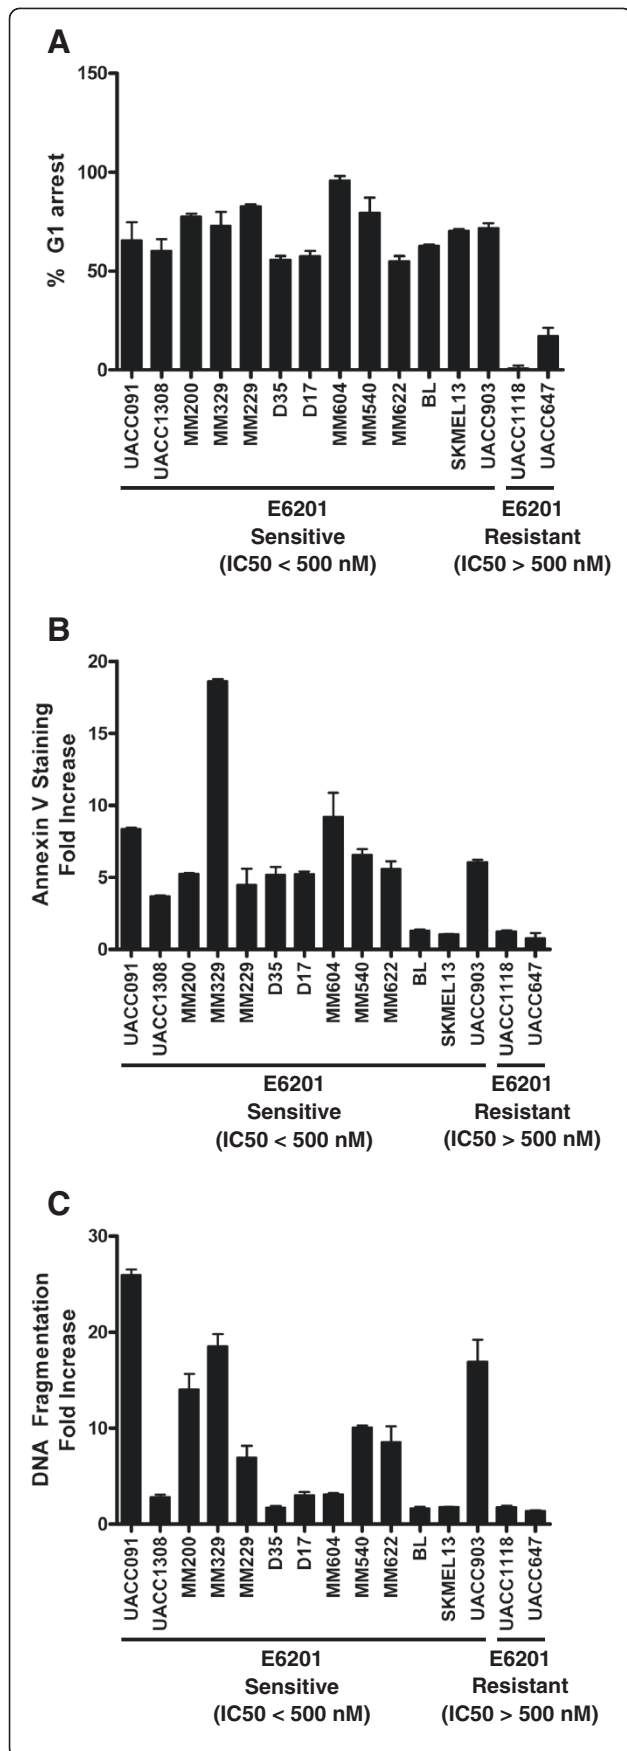 A
150
100
50
0
% G1 arrest
UACC091
UACC1308
MM200
MM329
MM229
D35
D17
MM604
MM540
MM622
BL
SKMEL13
UACC903
UACC1118
UACC647
E6201
Sensitive
(IC50 < 500 nM)
E6201
Resistant
(IC50 > 500 nM)
B
20
15
10
5
0
Annexin V Staining
Fold Increase
UACC091
UACC1308
MM200
MM329
MM229
D35
D17
MM604
MM540
MM622
BL
SKMEL13
UACC903
UACC1118
UACC647
E6201
Sensitive
(IC50 < 500 nM)
E6201
Resistant
(IC50 > 500 nM)
C
30
20
10
0
DNA Fragmentation
Fold Increase
UACC091
UACC1308
MM200
MM329
MM229
D35
D17
MM604
MM540
MM622
BL
SKMEL13
UACC903
UACC1118
UACC647
E6201
Sensitive
(IC50 < 500 nM)
E6201
Resistant
(IC50 > 500 nM)